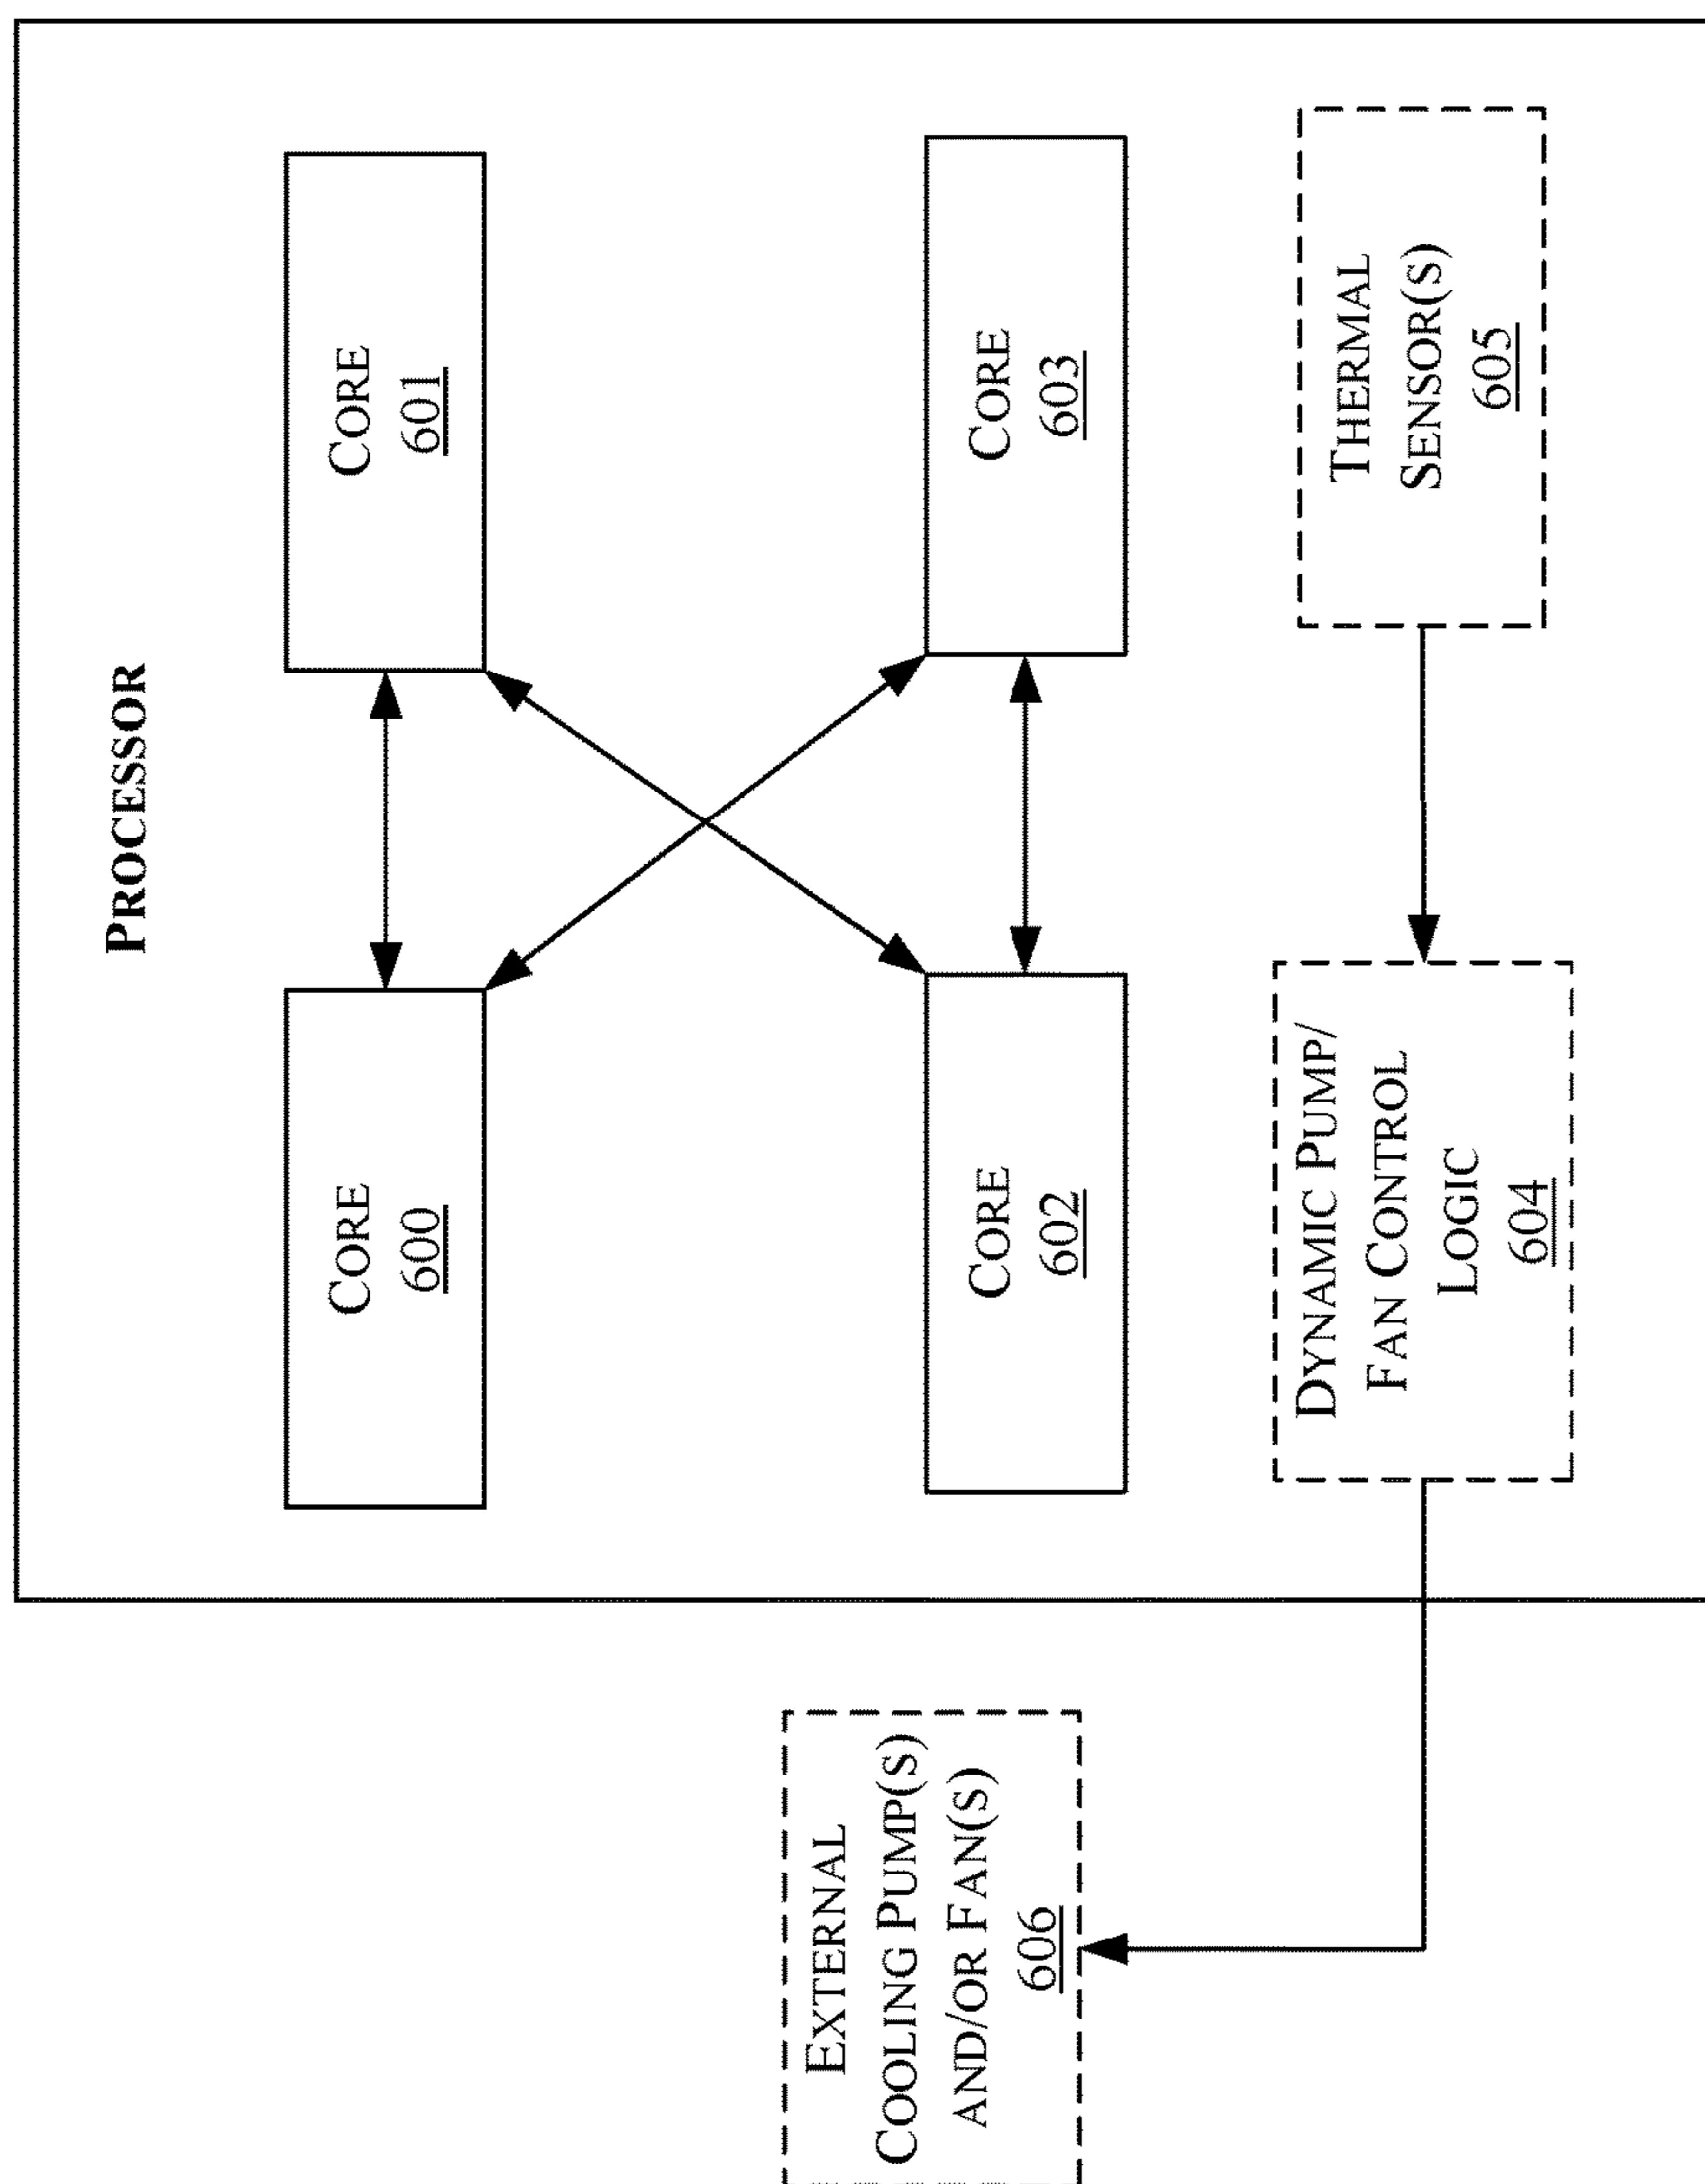 PROCESSOR
CORE
600
CORE
601
CORE
602
CORE
603
EXTERNAL
COOLING PUMP(S)
AND/OR FAN(S)
606
DYNAMIC PUMP/
FAN CONTROL
LOGIC
604
THERMAL
SENSOR(S)
605